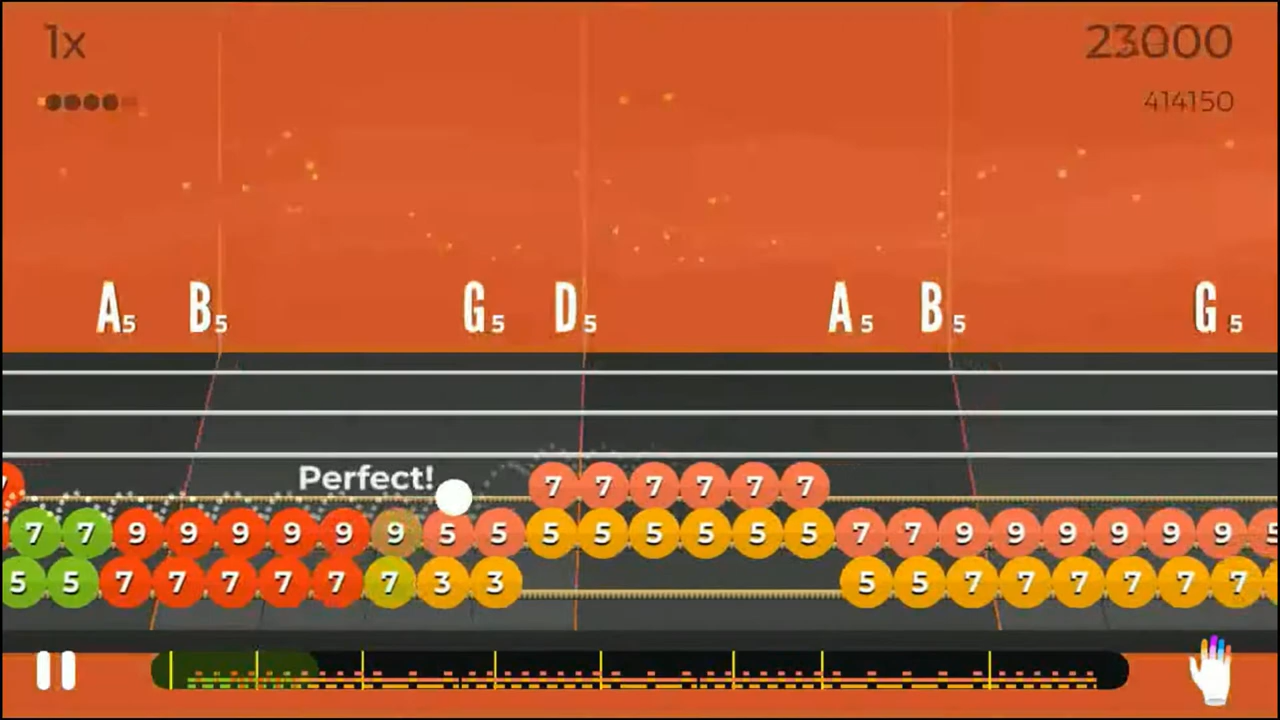 1x 23000
414150
A5 B5 G5 D5 A5 B5 G5
Perfect!
7 7 7 7 7 7
7 7 9 9 9 9 9 9 5 5 5 5 5 5 5 5 7 7 9 9 9 9 9 9 5
5 5 7 7 7 7 7 7 3 3 5 5 7 7 7 7 7 7